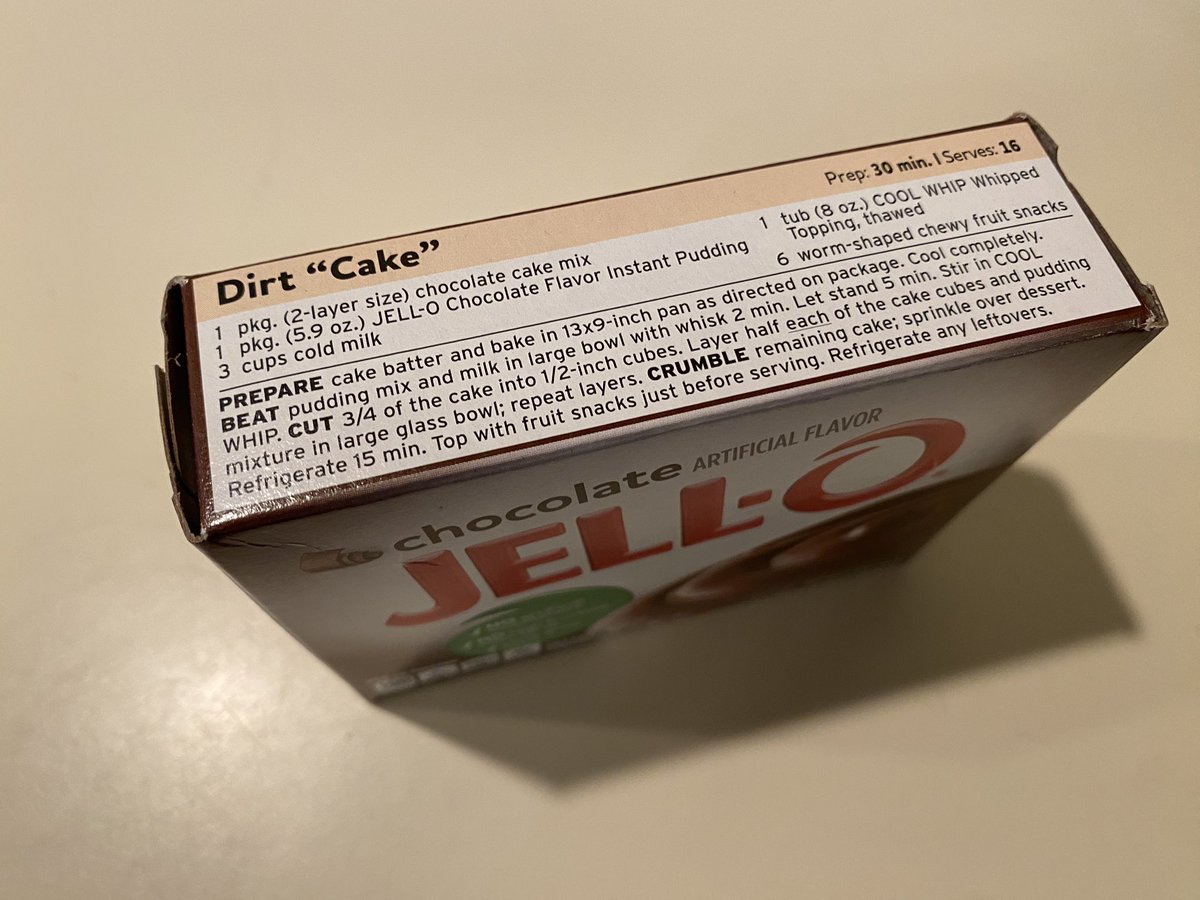 Dirt “Cake”
Prep: 30 min. | Serves: 16
1 pkg. (2-layer size) chocolate cake mix
1 pkg. (5.9 oz.) JELL-O Chocolate Flavor Instant Pudding
3 cups cold milk
1 tub (8 oz.) COOL WHIP Whipped
Topping, thawed
6 worm-shaped chewy fruit snacks
PREPARE cake batter and bake in 13x9-inch pan as directed on package. Cool completely.
BEAT pudding mix and milk in large bowl with whisk 2 min. Let stand 5 min. Stir in COOL
WHIP. CUT 3/4 of the cake into 1/2-inch cubes. Layer half each of the cake cubes and pudding
mixture in large glass bowl; repeat layers. CRUMBLE remaining cake; sprinkle over dessert.
Refrigerate 15 min. Top with fruit snacks just before serving. Refrigerate any leftovers.
chocolate ARTIFICIAL FLAVOR
JELL-O